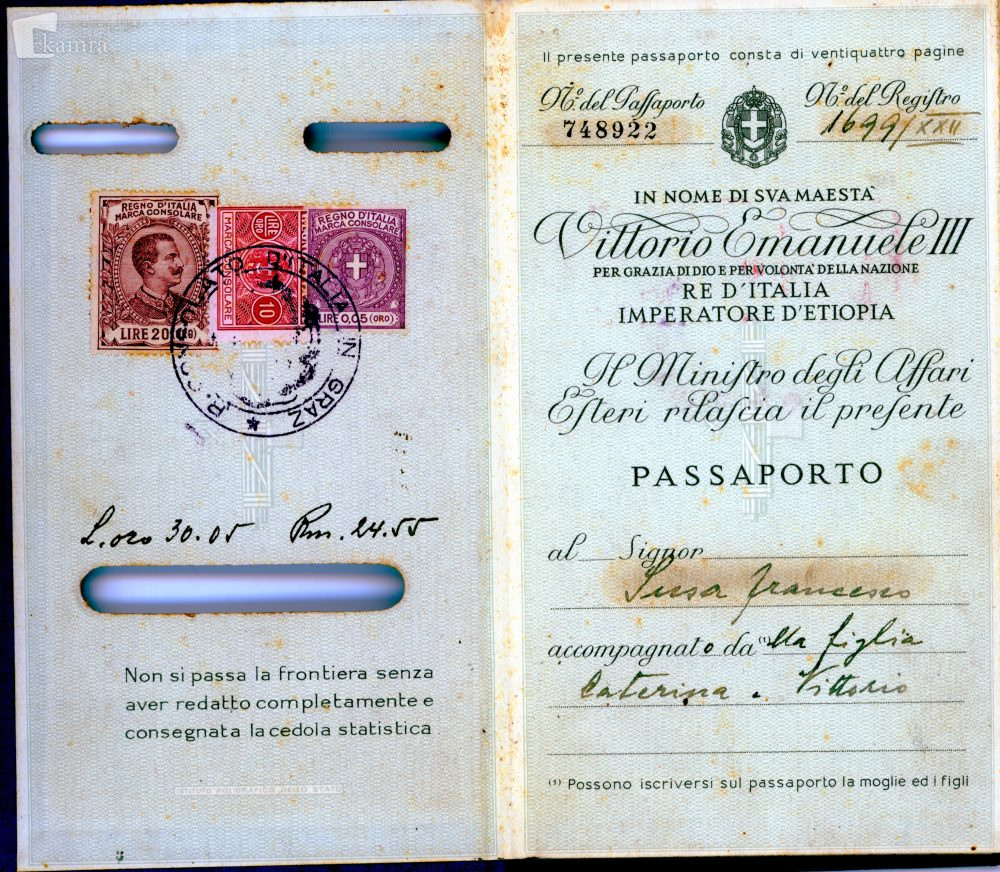 kamra
REGNO D'ITALIA
MARCA CONSOLARE
LIRE 20 (ORO)
LIRE ORO
MARCA CONSOLARE
10
REGNO D'ITALIA
MARCA CONSOLARE
LIRE 0,05 (ORO)
R. CONSOLATO D'ITALIA IN GRAZ
L. oro 30.05 Rm. 24.55
Non si passa la frontiera senza
aver redatto completamente e
consegnata la cedola statistica
ISTITUTO POLIGRAFICO DELLO STATO
Il presente passaporto consta di ventiquattro pagine
N.º del Passaporto
748922
N.º del Registro
1699/XXII
IN NOME DI SVA MAESTA'
Vittorio Emanuele III
PER GRAZIA DI DIO E PER VOLONTA' DELLA NAZIONE
RE D'ITALIA
IMPERATORE D'ETIOPIA
Il Ministro degli Affari
Esteri rilascia il presente
PASSAPORTO
al Signor
Francesco
accompagnato da (1) lla figlia
Caterina e Vittorio
(1) Possono iscriversi sul passaporto la moglie ed i figli